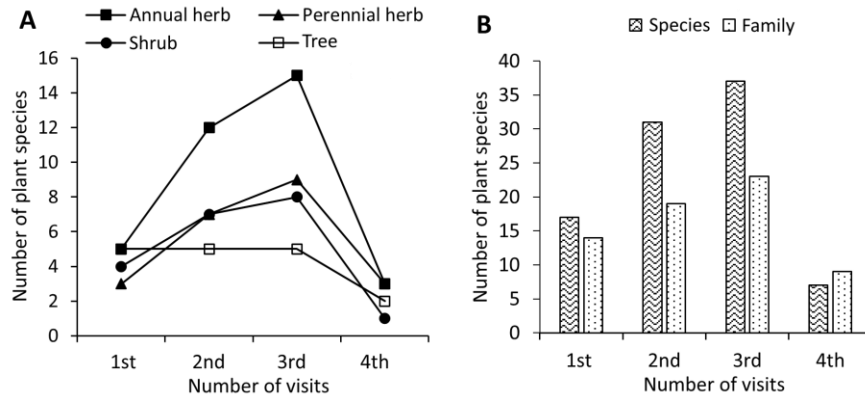 A
Annual herb
Perennial herb
Shrub
Tree
Number of plant species
16
14
12
10
8
6
4
2
0
1st 2nd 3rd 4th
Number of visits
B
Species Family
Number of plant species
40
35
30
25
20
15
10
5
0
1st 2nd 3rd 4th
Number of visits